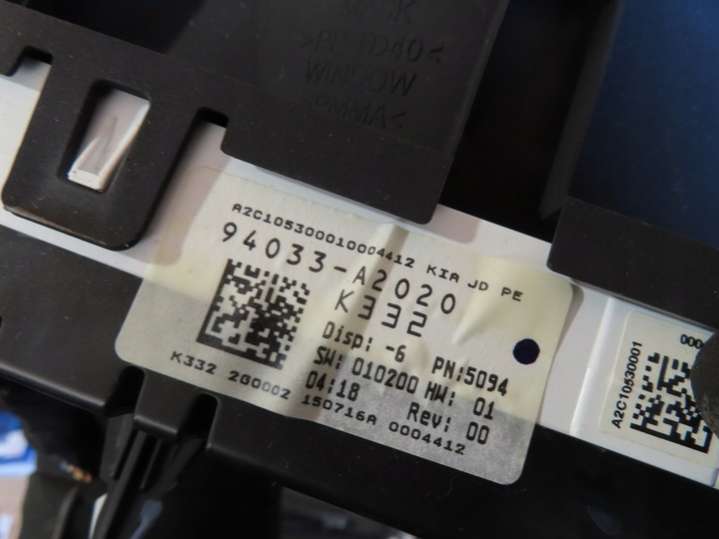 WINDOW
A2C105300010004412 KIA JD PE
94033-A2020
K332
Disp: -6 PN:5094
SW: 010200 HW: 01
04:18 Rev: 00
K332 2G0002 150716A 0004412
A2C10530001